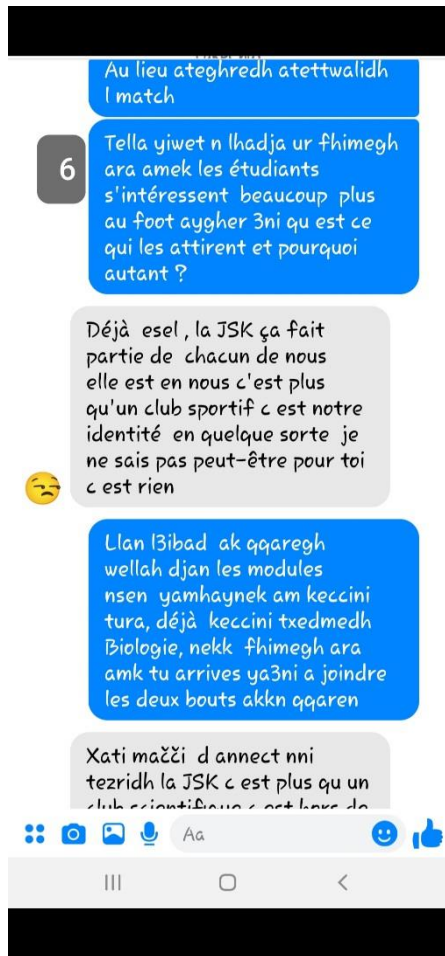 Au lieu ateghredh atettwalidh
l match
6
Tella yiwet n lhadja ur fhimegh
ara amek les étudiants
s'intéressent beaucoup plus
au foot aygher 3ni qu est ce
qui les attirent et pourquoi
autant ?
Déjà esel , la JSK ça fait
partie de chacun de nous
elle est en nous c'est plus
qu'un club sportif c est notre
identité en quelque sorte je
ne sais pas peut-être pour toi
c est rien
Llan l3ibad ak qqaregh
wellah djan les modules
nsen yamhaynek am keccini
tura, déjà keccini txedmedh
Biologie, nekk fhimegh ara
amk tu arrives ya3ni a joindre
les deux bouts akkn qqaren
Xati mačči d annect nni
tezridh la JSK c est plus qu un
club scientifique c est hors de
Aa